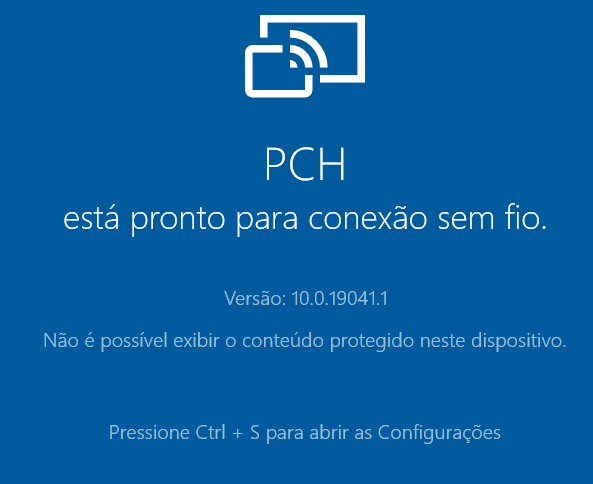 PCH
está pronto para conexão sem fio.
Versão: 10.0.19041.1
Não é possível exibir o conteúdo protegido neste dispositivo.
Pressione Ctrl + S para abrir as Configurações